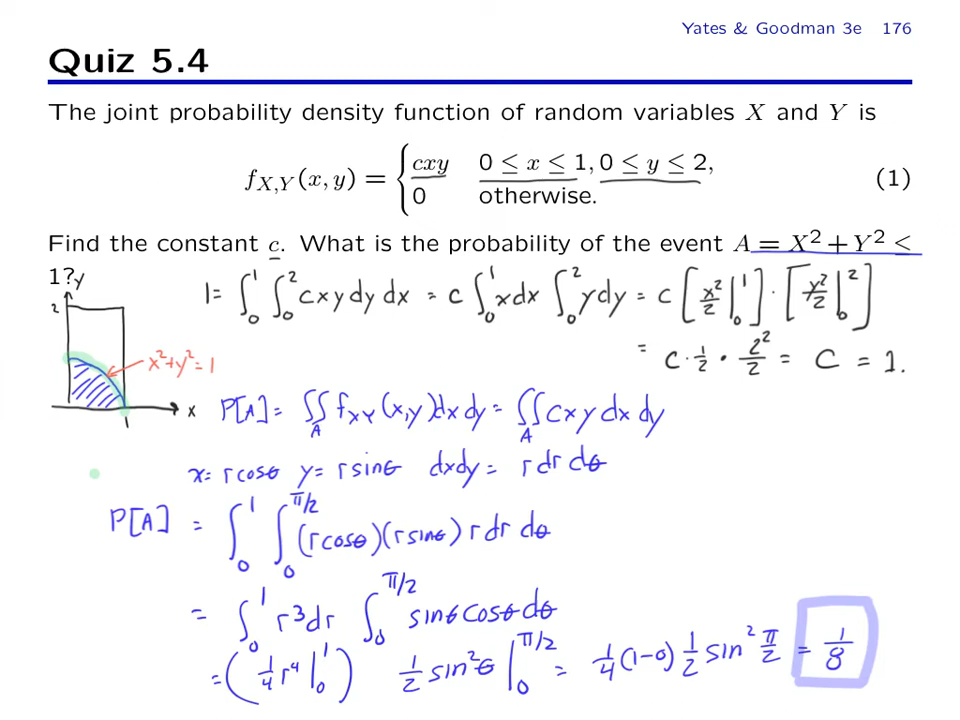 Yates & Goodman 3e 176
Quiz 5.4
The joint probability density function of random variables X and Y is
f_{X,Y}(x, y) = { cxy 0 ≤ x ≤ 1, 0 ≤ y ≤ 2,
0 otherwise.
(1)
Find the constant c. What is the probability of the event A = X² + Y² ≤
1?
y
2
x²+y²=1
x
1
1 = ∫₀¹ ∫₀² cxy dy dx = c ∫₀¹ x dx ∫₀² y dy = c [x²/2 |₀¹] · [y²/2 |₀²]
= c · 1/2 · 2²/2 = c = 1.
P[A] = ∬_A f_{XY}(x,y) dx dy = ∬_A cxy dx dy
x = r cosθ y = r sinθ dxdy = r dr dθ
P[A] = ∫₀¹ ∫₀^{π/2} (r cosθ)(r sinθ) r dr dθ
= ∫₀¹ r³ dr ∫₀^{π/2} sinθ cosθ dθ
= (1/4 r⁴ |₀¹) 1/2 sin²θ |₀^{π/2} = 1/4 (1-0) 1/2 sin² π/2 = 1/8